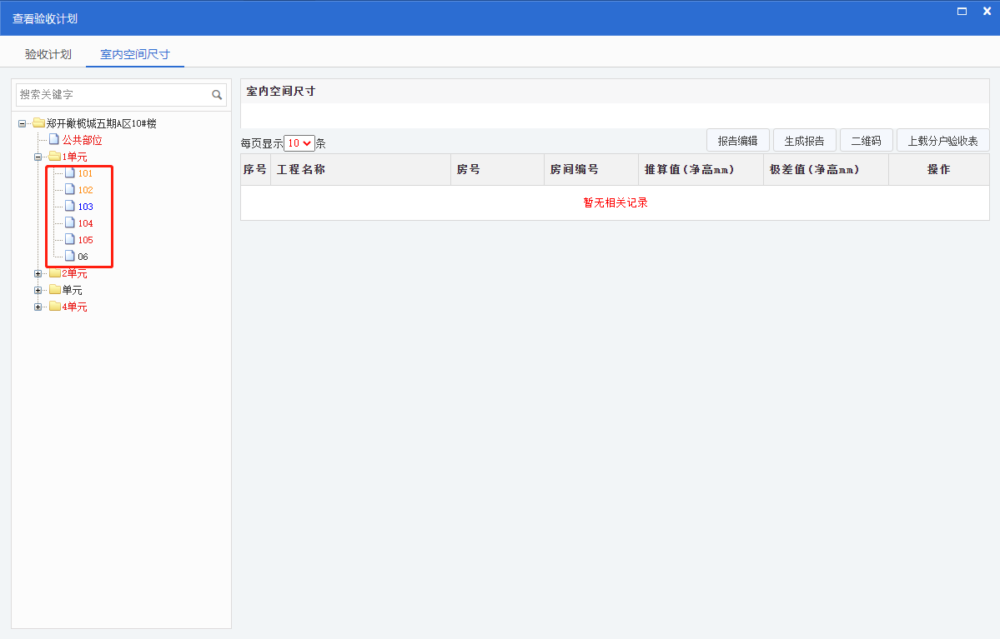 查看验收计划
验收计划 室内空间尺寸
搜索关键字
郑开橄榄城五期A区10#楼
公共部位
1单元
101
102
103
104
105
06
2单元
单元
4单元
室内空间尺寸
每页显示 10 条
报告编辑 生成报告 二维码 上载分户验收表
序号 工程名称 房号 房间编号 推算值(净高mm) 极差值(净高mm) 操作
暂无相关记录